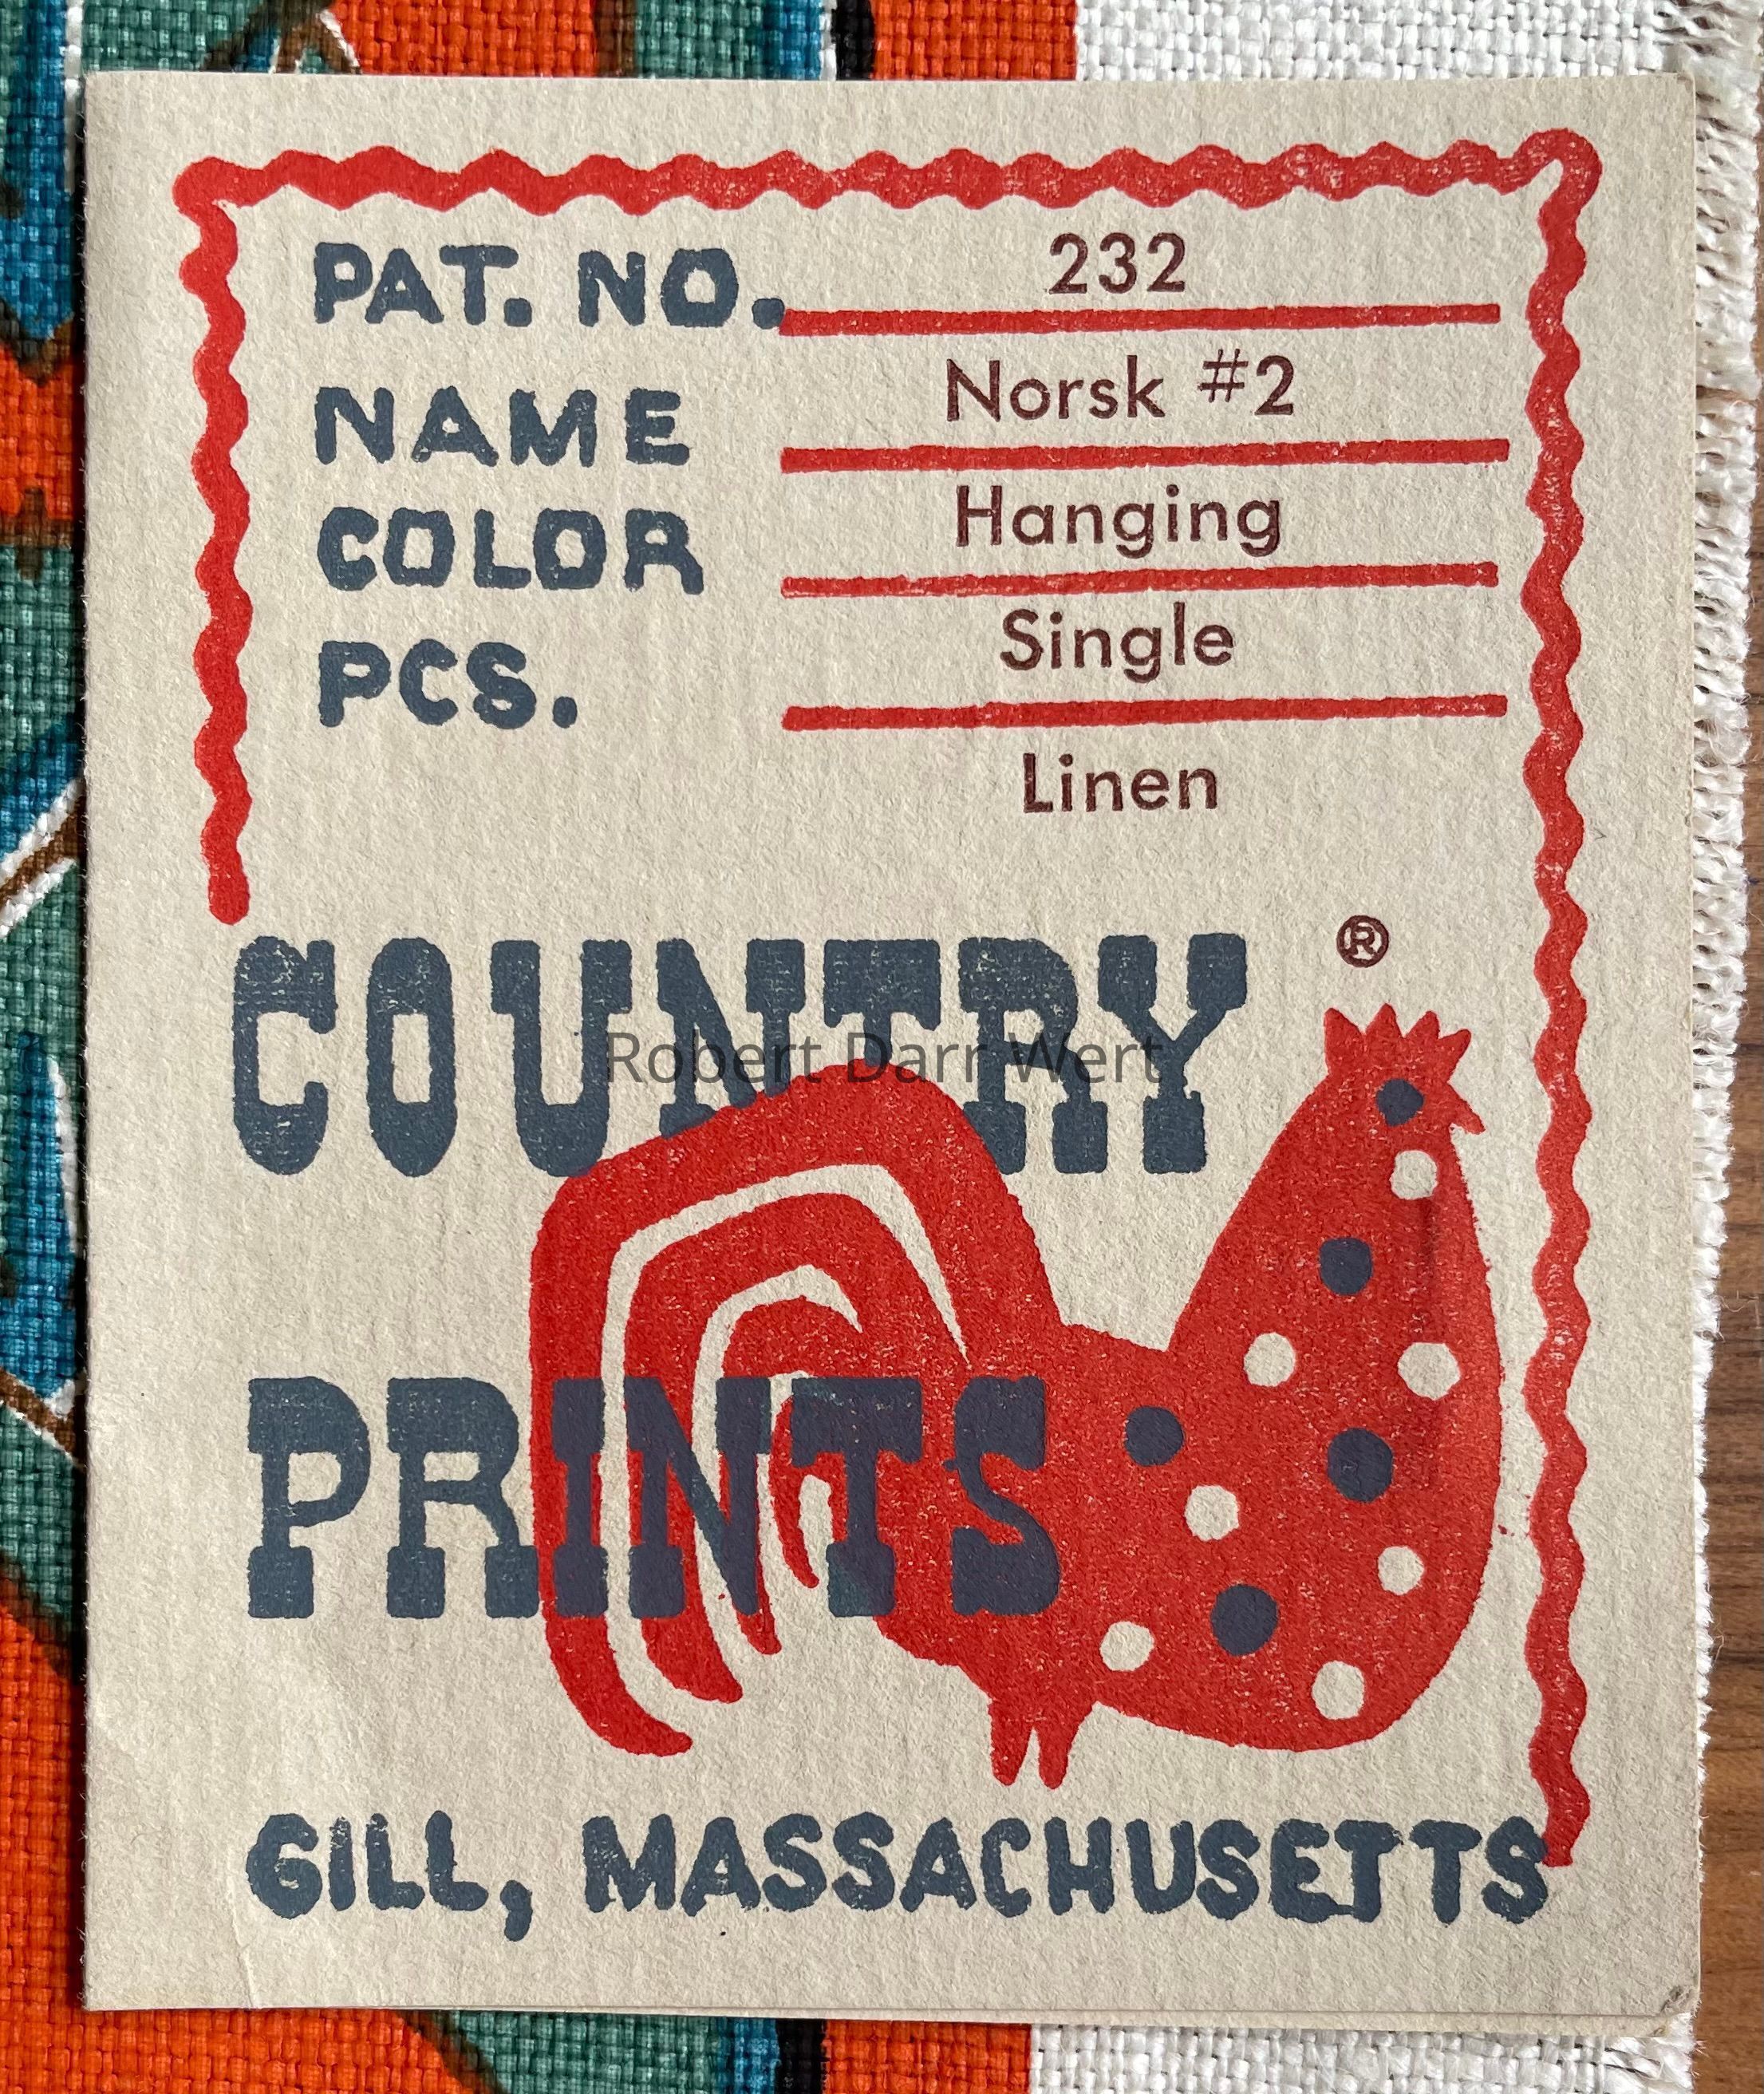 PAT. NO. 232
NAME Norsk #2
COLOR Hanging
PCS. Single
Linen
COUNTRY ®
Robert Darr Wert
PRINTS
GILL, MASSACHUSETTS